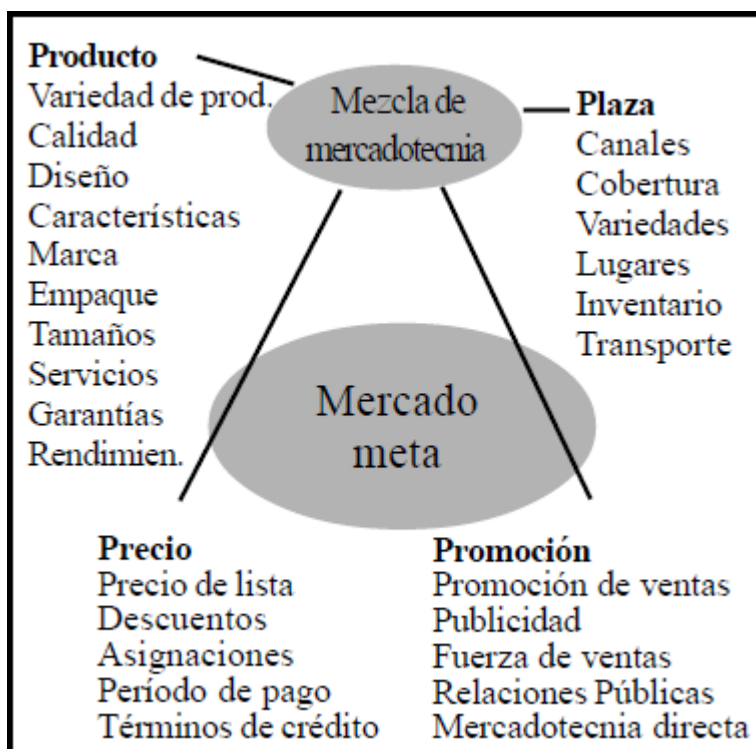 Producto
Variedad de prod.
Calidad
Diseño
Características
Marca
Empaque
Tamaños
Servicios
Garantías
Rendimien.
Mezcla de
mercadotecnia
Plaza
Canales
Cobertura
Variedades
Lugares
Inventario
Transporte
Mercado
meta
Precio
Precio de lista
Descuentos
Asignaciones
Período de pago
Términos de crédito
Promoción
Promoción de ventas
Publicidad
Fuerza de ventas
Relaciones Públicas
Mercadotecnia directa